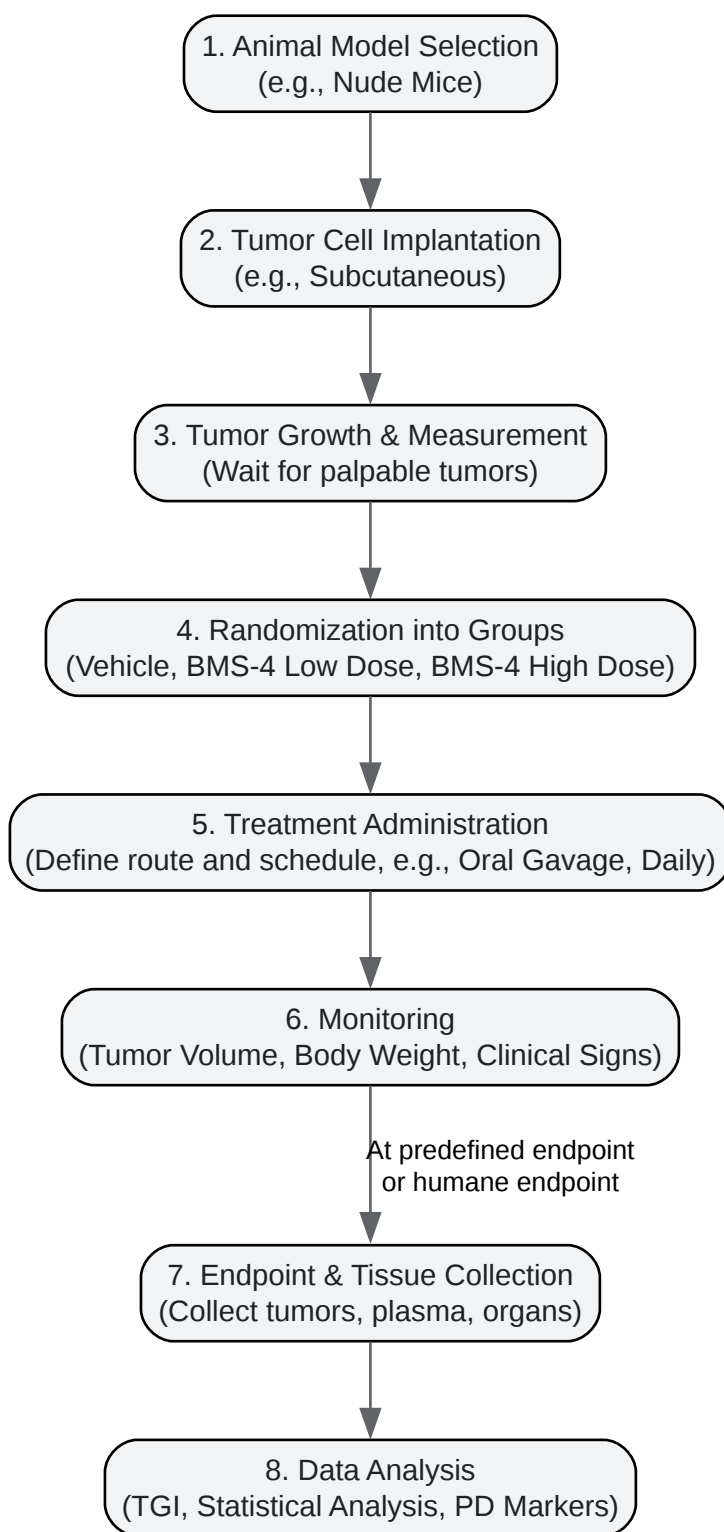 1. Animal Model Selection
(e.g., Nude Mice)
2. Tumor Cell Implantation
(e.g., Subcutaneous)
3. Tumor Growth & Measurement
(Wait for palpable tumors)
4. Randomization into Groups
(Vehicle, BMS-4 Low Dose, BMS-4 High Dose)
5. Treatment Administration
(Define route and schedule, e.g., Oral Gavage, Daily)
6. Monitoring
(Tumor Volume, Body Weight, Clinical Signs)
At predefined endpoint
or humane endpoint
7. Endpoint & Tissue Collection
(Collect tumors, plasma, organs)
8. Data Analysis
(TGI, Statistical Analysis, PD Markers)